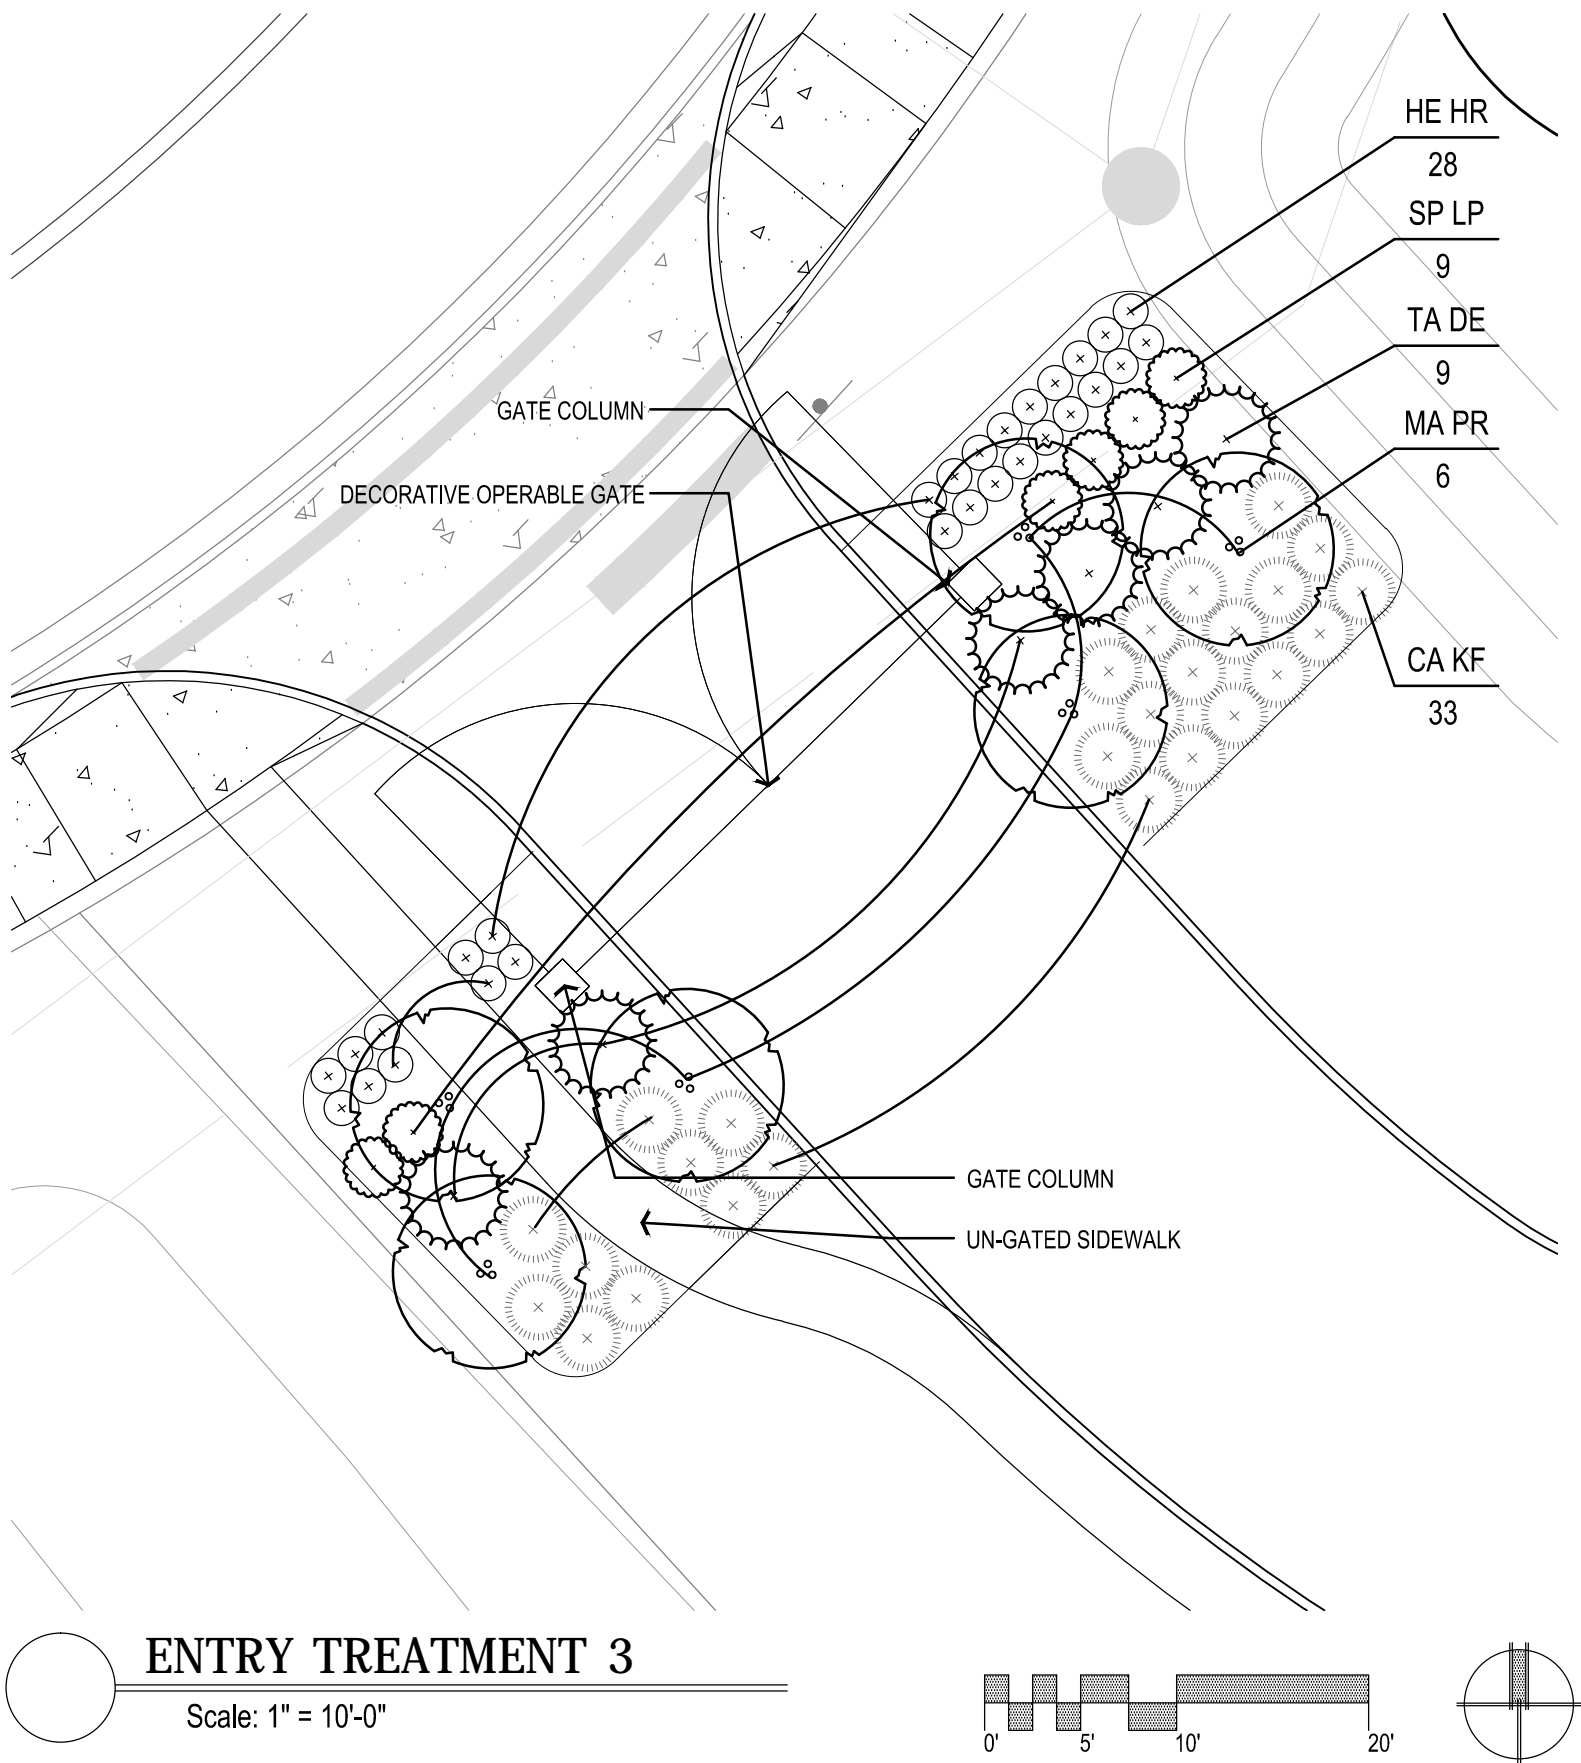 HE HR
28
SP LP
9
TA DE
9
MA PR
6
GATE COLUMN
DECORATIVE OPERABLE GATE
CA KF
33
GATE COLUMN
UN-GATED SIDEWALK
ENTRY TREATMENT 3
Scale: 1" = 10'-0"
0' 5' 10' 20'